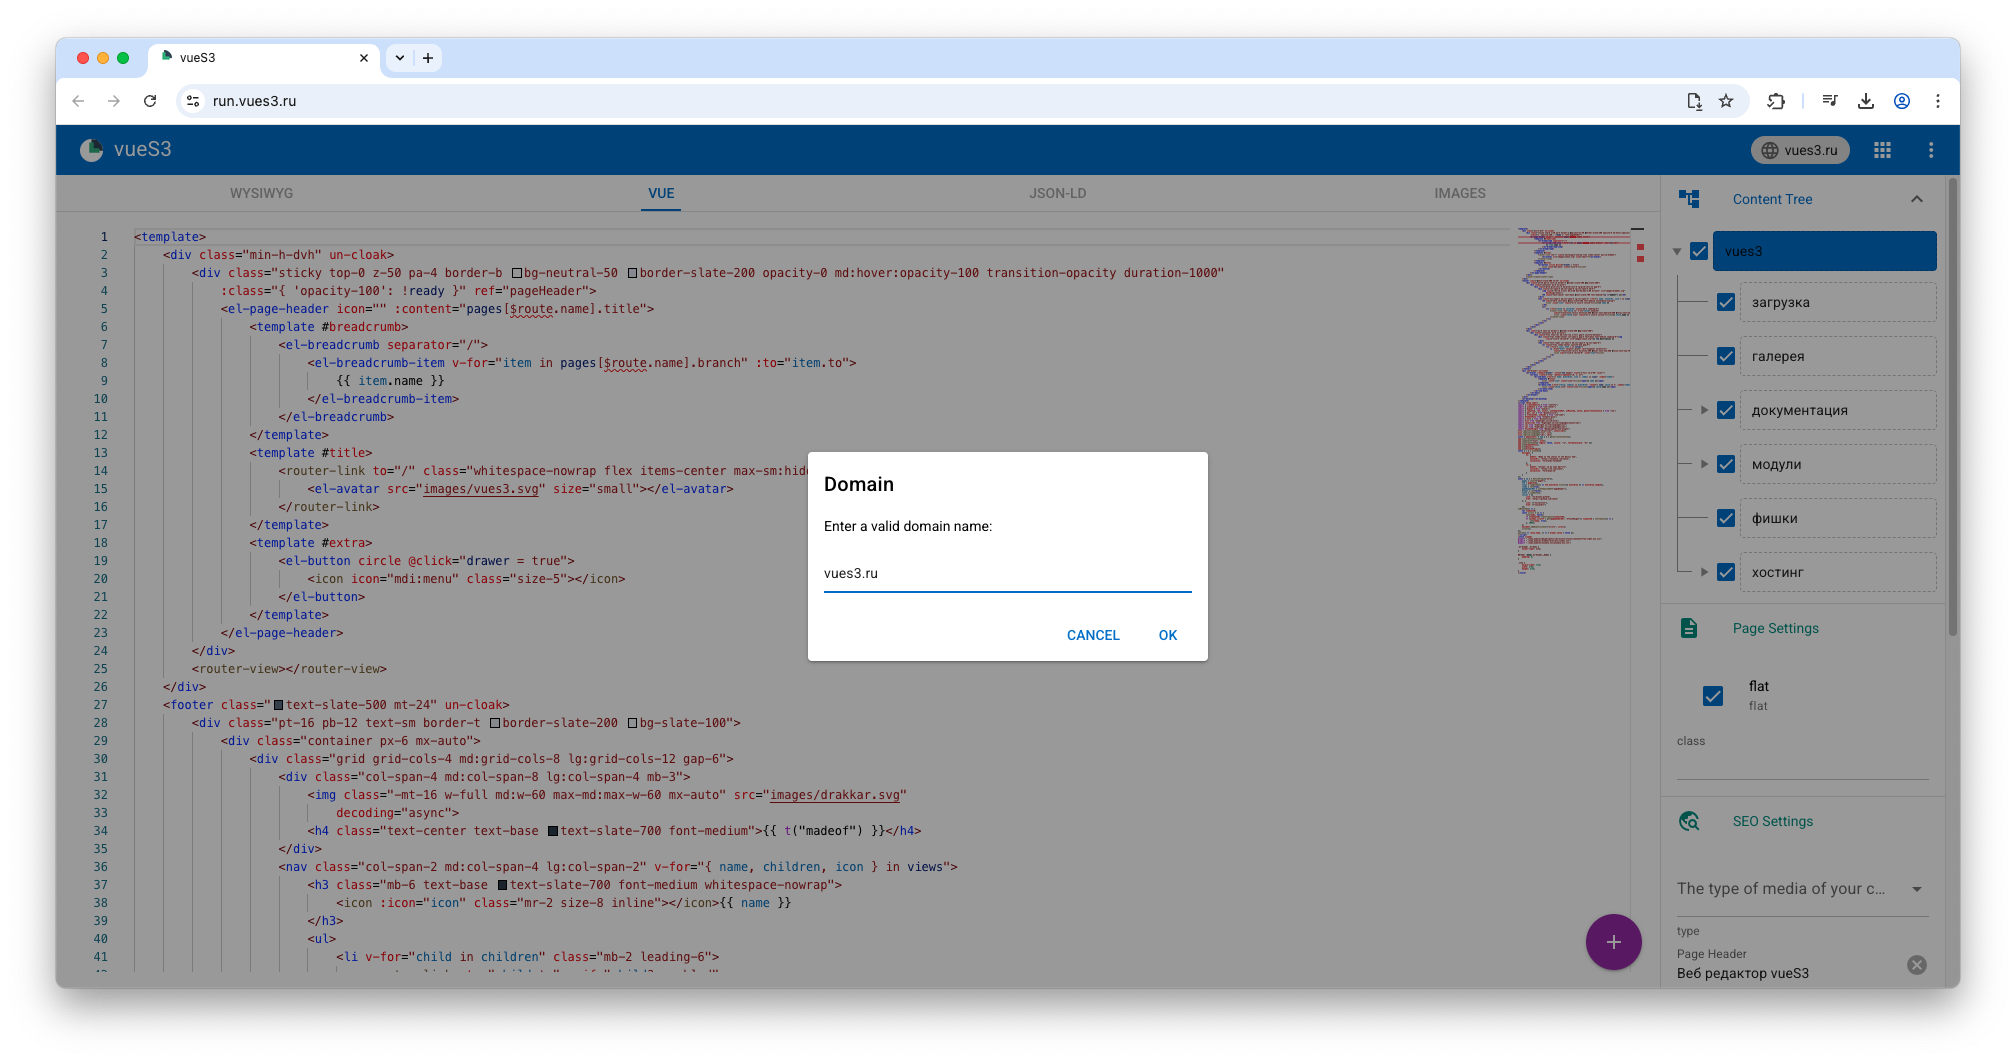 vueS3
run.vues3.ru
vueS3
vues3.ru
WYSIWYG
VUE
JSON-LD
IMAGES
1 <template>
2 <div class="min-h-dvh" un-cloak>
3 <div class="sticky top-0 z-50 pa-4 border-b bg-neutral-50 border-slate-200 opacity-0 md:hover:opacity-100 transition-opacity duration-1000"
4 :class="{ 'opacity-100': !ready }" ref="pageHeader">
5 <el-page-header icon="" :content="pages[$route.name].title">
6 <template #breadcrumb>
7 <el-breadcrumb separator="/">
8 <el-breadcrumb-item v-for="item in pages[$route.name].branch" :to="item.to">
9 {{ item.name }}
10 </el-breadcrumb-item>
11 </el-breadcrumb>
12 </template>
13 <template #title>
14 <router-link to="/" class="whitespace-nowrap flex items-center max-sm:hid
15 <el-avatar src="images/vues3.svg" size="small"></el-avatar>
16 </router-link>
17 </template>
18 <template #extra>
19 <el-button circle @click="drawer = true">
20 <icon icon="mdi:menu" class="size-5"></icon>
21 </el-button>
22 </template>
23 </el-page-header>
24 </div>
25 <router-view></router-view>
26 </div>
27 <footer class="text-slate-500 mt-24" un-cloak>
28 <div class="pt-16 pb-12 text-sm border-t border-slate-200 bg-slate-100">
29 <div class="container px-6 mx-auto">
30 <div class="grid grid-cols-4 md:grid-cols-8 lg:grid-cols-12 gap-6">
31 <div class="col-span-4 md:col-span-8 lg:col-span-4 mb-3">
32 <img class="-mt-16 w-full md:w-60 max-md:max-w-60 mx-auto" src="images/drakkar.svg"
33 decoding="async">
34 <h4 class="text-center text-base text-slate-700 font-medium">{{ t("madeof") }}</h4>
35 </div>
36 <nav class="col-span-2 md:col-span-4 lg:col-span-2" v-for="{ name, children, icon } in views">
37 <h3 class="mb-6 text-base text-slate-700 font-medium whitespace-nowrap">
38 <icon :icon="icon" class="mr-2 size-8 inline"></icon>{{ name }}
39 </h3>
40 <ul>
41 <li v-for="child in children" class="mb-2 leading-6">
Domain
Enter a valid domain name:
vues3.ru
CANCEL
OK
Content Tree
vues3
загрузка
галерея
документация
модули
фишки
хостинг
Page Settings
flat
flat
class
SEO Settings
The type of media of your c...
type
Page Header
Веб редактор vueS3